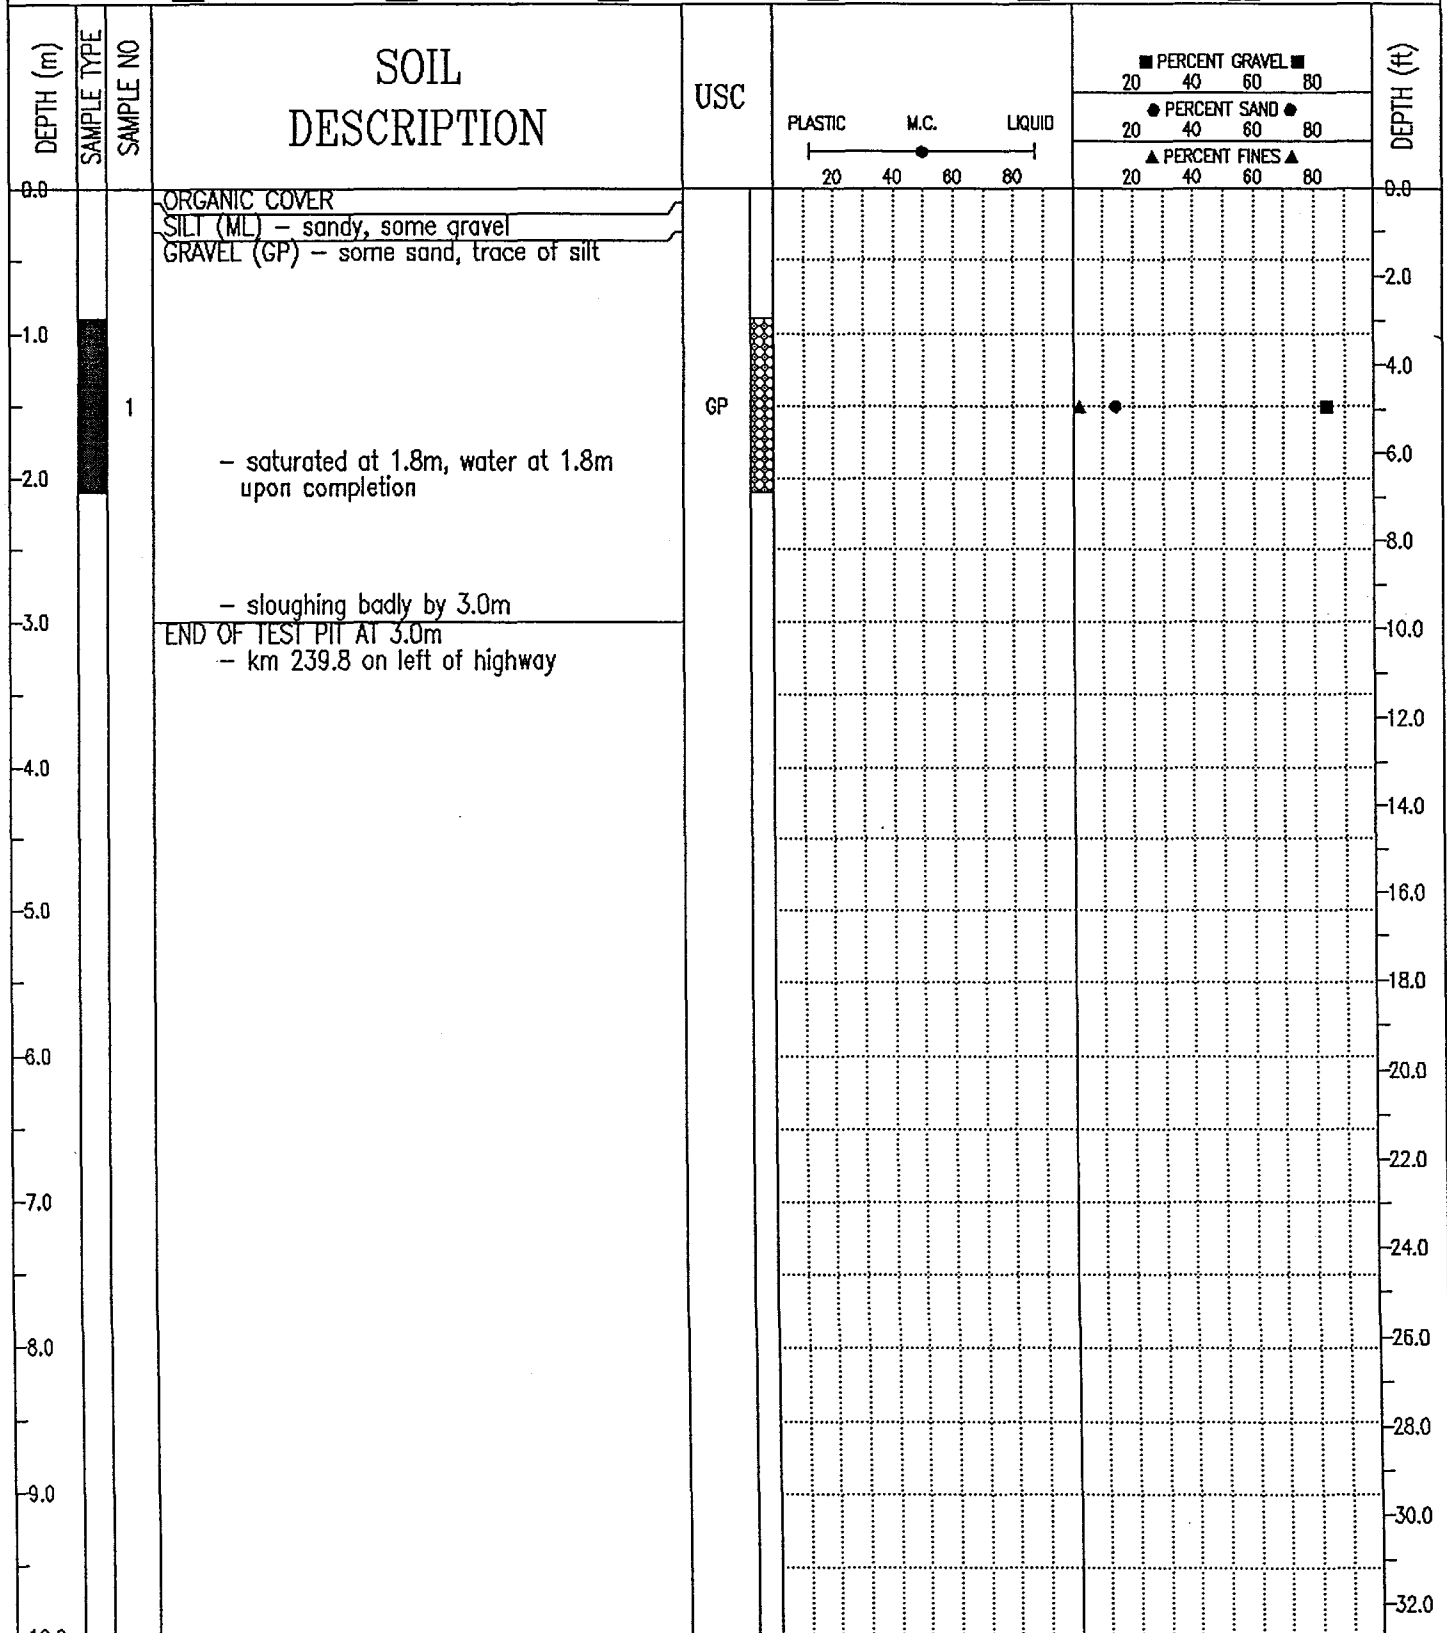 DEPTH (m)
SAMPLE TYPE
SAMPLE NO
SOIL
DESCRIPTION
USC
PLASTIC M.C. LIQUID
20 40 60 80
■ PERCENT GRAVEL ■
20 40 60 80
● PERCENT SAND ●
20 40 60 80
▲ PERCENT FINES ▲
20 40 60 80
DEPTH (ft)
0.0
ORGANIC COVER
SILT (ML) – sandy, some gravel
GRAVEL (GP) – some sand, trace of silt
1.0
1
GP
– saturated at 1.8m, water at 1.8m
upon completion
2.0
– sloughing badly by 3.0m
3.0
END OF TEST PIT AT 3.0m
– km 239.8 on left of highway
4.0
5.0
6.0
7.0
8.0
9.0
0.0
2.0
4.0
6.0
8.0
10.0
12.0
14.0
16.0
18.0
20.0
22.0
24.0
26.0
28.0
30.0
32.0